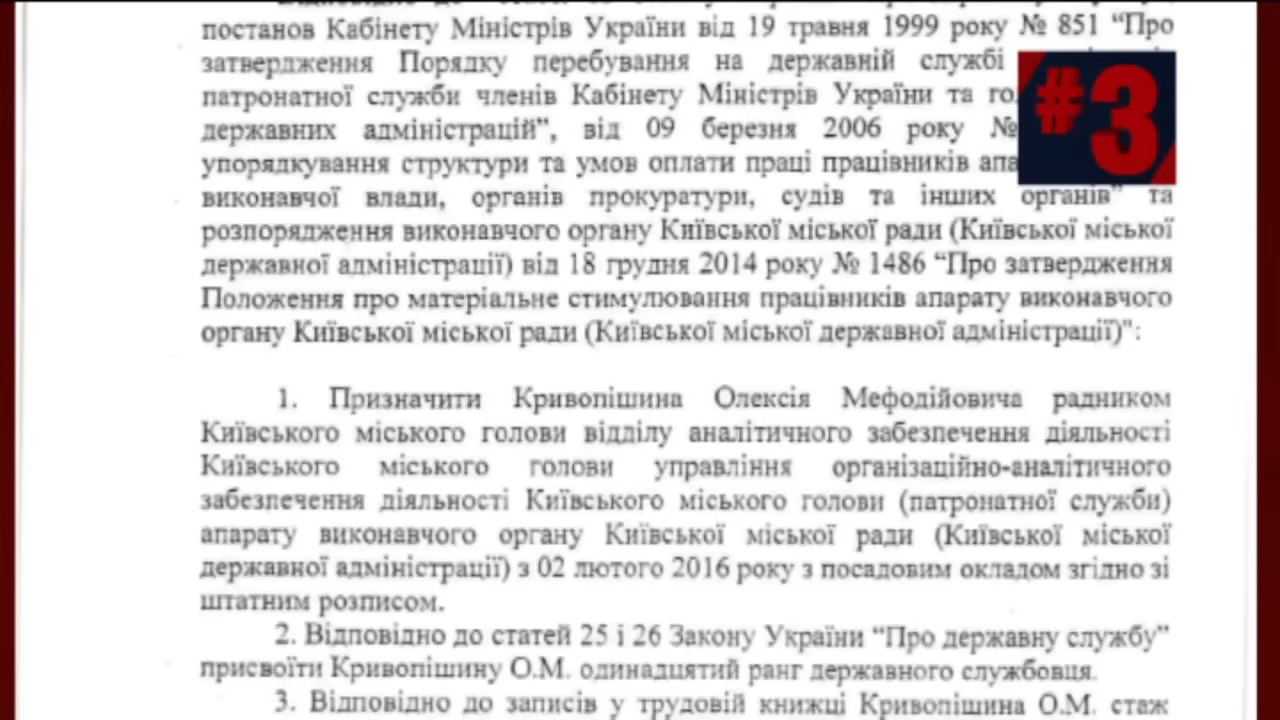 постанов Кабінету Міністрів України від 19 травня 1999 року № 851 “Про
затвердження Порядку перебування на державній службі
патронатної служби членів Кабінету Міністрів України та
державних адміністрацій”, від 09 березня 2006 року №
упорядкування структури та умов оплати праці працівників
виконавчої влади, органів прокуратури, судів та інших органів” та
розпорядження виконавчого органу Київської міської ради (Київської міської
державної адміністрації) від 18 грудня 2014 року № 1486 “Про затвердження
Положення про матеріальне стимулювання працівників апарату виконавчого
органу Київської міської ради (Київської міської державної адміністрації)":
#3
1. Призначити Кривопішина Олексія Мефодійовича радником
Київського міського голови відділу аналітичного забезпечення діяльності
Київського міського голови управління організаційно-аналітичного
забезпечення діяльності Київського міського голови (патронатної служби)
апарату виконавчого органу Київської міської ради (Київської міської
державної адміністрації) з 02 лютого 2016 року з посадовим окладом згідно зі
штатним розписом.
2. Відповідно до статей 25 і 26 Закону України “Про державну службу”
присвоїти Кривопішину О.М. одинадцятий ранг державного службовця.
3. Відповідно до записів у трудовій книжці Кривопішина О.М. стаж